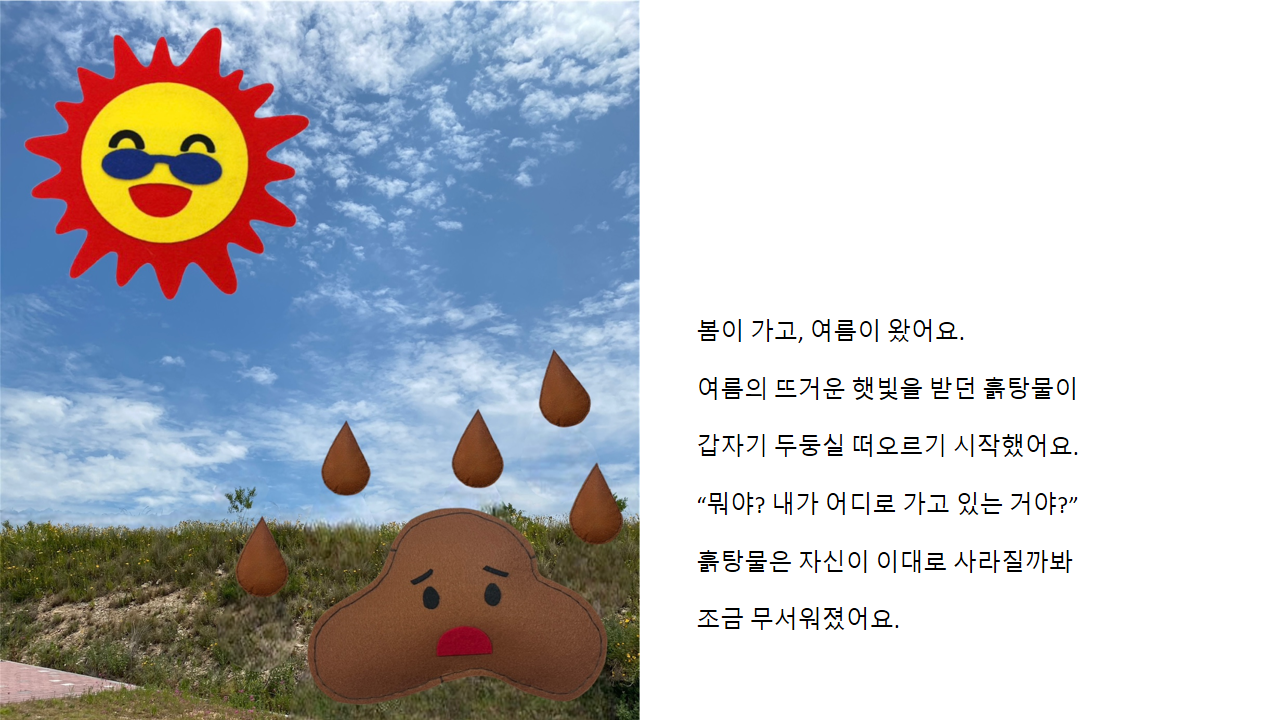 봄이 가고, 여름이 왔어요.
여름의 뜨거운 햇빛을 받던 흙탕물이
갑자기 두둥실 떠오르기 시작했어요.
“뭐야? 내가 어디로 가고 있는 거야?”
흙탕물은 자신이 이대로 사라질까봐
조금 무서워졌어요.